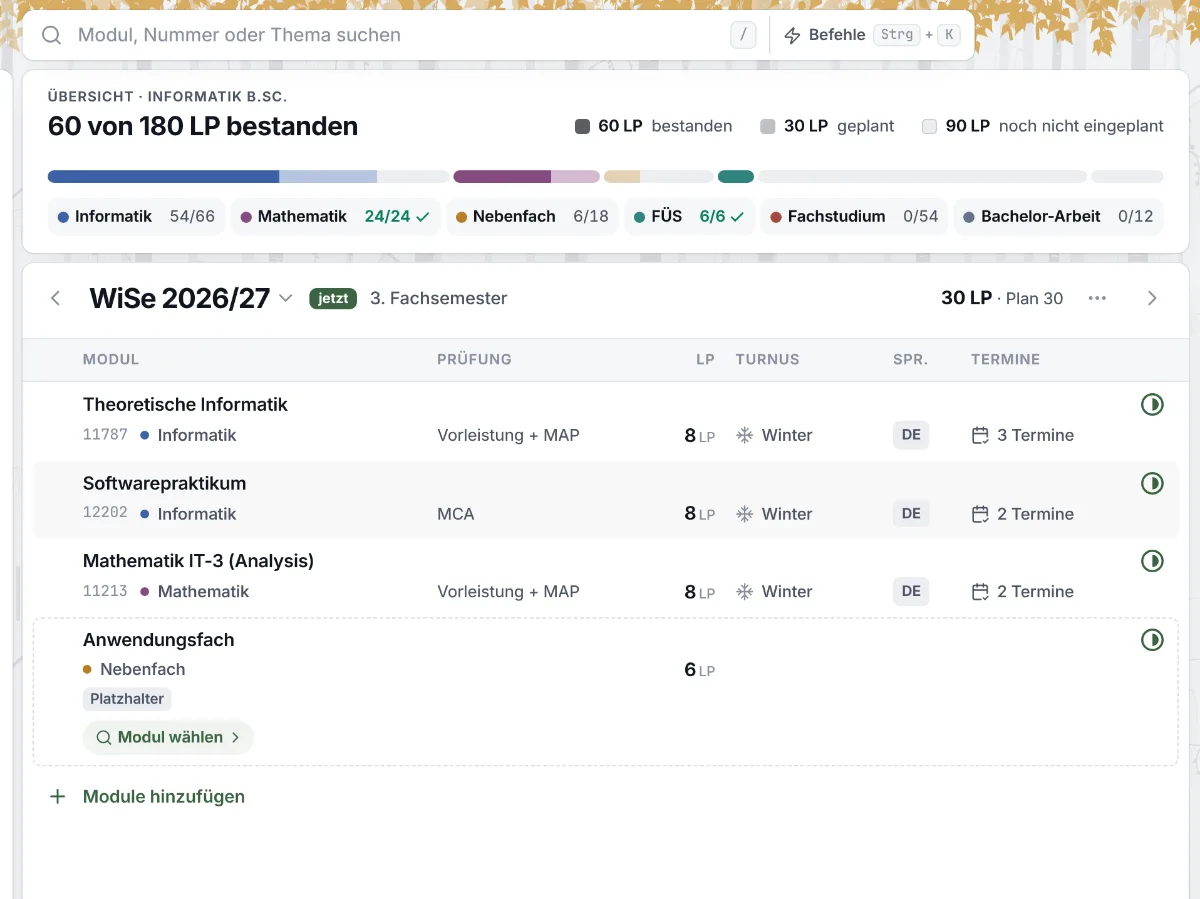 Modul, Nummer oder Thema suchen / Befehle Strg + K
ÜBERSICHT · INFORMATIK B.SC.
60 von 180 LP bestanden
60 LP bestanden 30 LP geplant 90 LP noch nicht eingeplant
Informatik 54/66 Mathematik 24/24 Nebenfach 6/18 FÜS 6/6 Fachstudium 0/54 Bachelor-Arbeit 0/12
WiSe 2026/27 jetzt 3. Fachsemester 30 LP · Plan 30
MODUL PRÜFUNG LP TURNUS SPR. TERMINE
Theoretische Informatik
11787 Informatik Vorleistung + MAP 8 LP Winter DE 3 Termine
Softwarepraktikum
12202 Informatik MCA 8 LP Winter DE 2 Termine
Mathematik IT-3 (Analysis)
11213 Mathematik Vorleistung + MAP 8 LP Winter DE 2 Termine
Anwendungsfach
Nebenfach 6 LP
Platzhalter
Modul wählen
Module hinzufügen